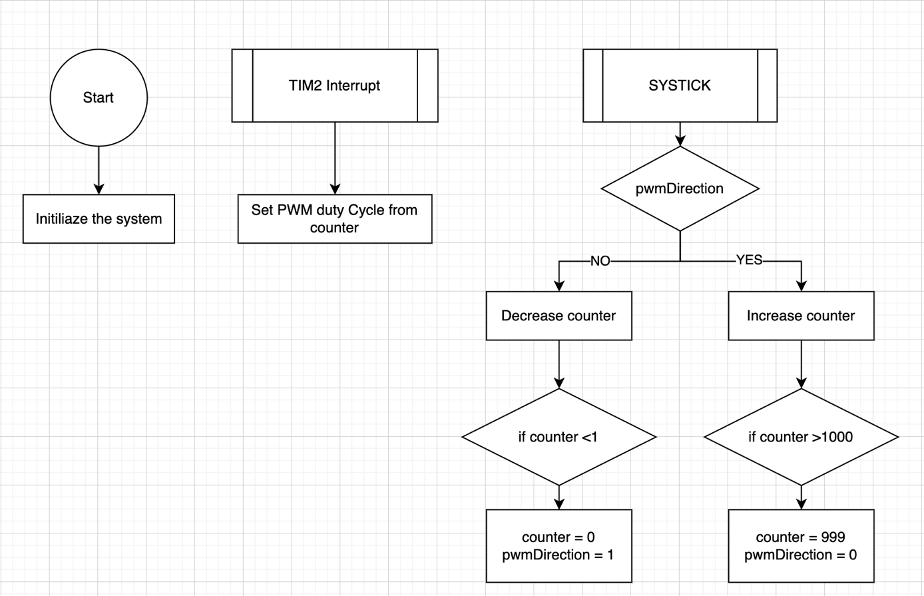 Start
TIM2 Interrupt
SYSTICK
pwmDirection
Initiliaze the system
Set PWM duty Cycle from
counter
NO
YES
Decrease counter
Increase counter
if counter <1
if counter >1000
counter = 0
pwmDirection = 1
counter = 999
pwmDirection = 0